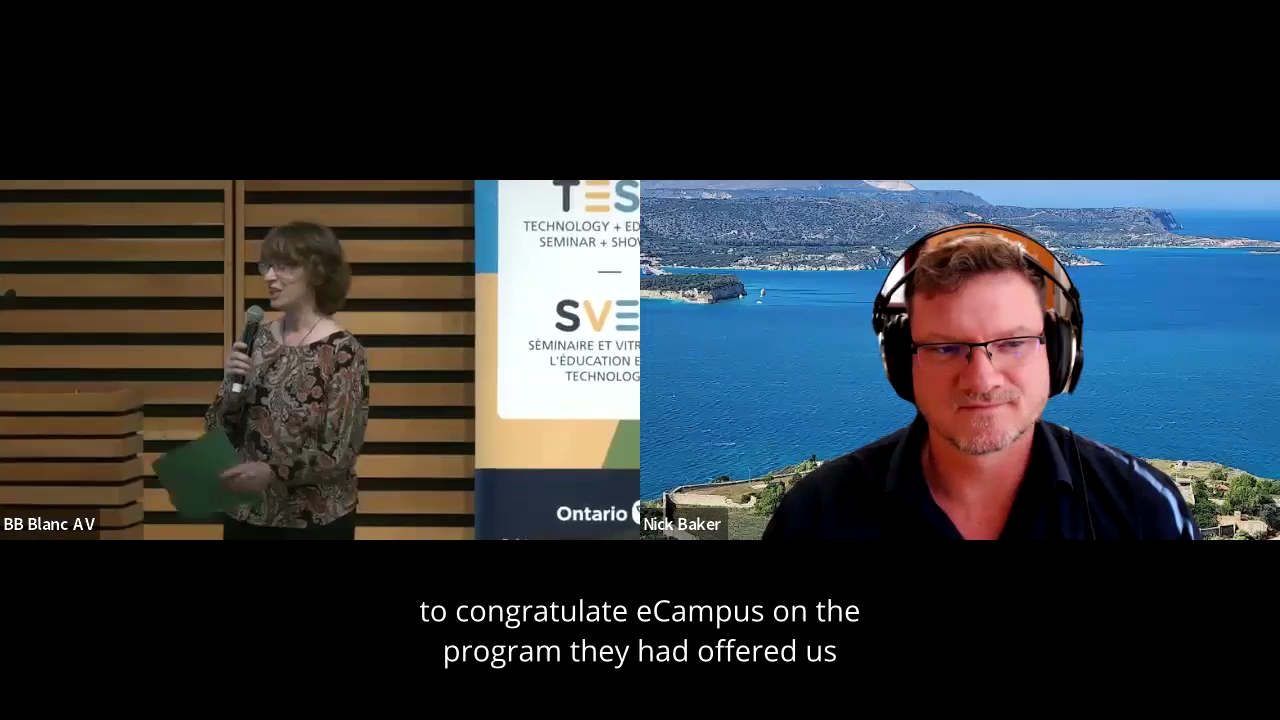 TES
TECHNOLOGY + ED
SEMINAR + SHOW
SVE
SÉMINAIRE ET VITR
L'ÉDUCATION E
TECHNOLOG
Ontario
BB Blanc AV
Nick Baker
to congratulate eCampus on the
program they had offered us